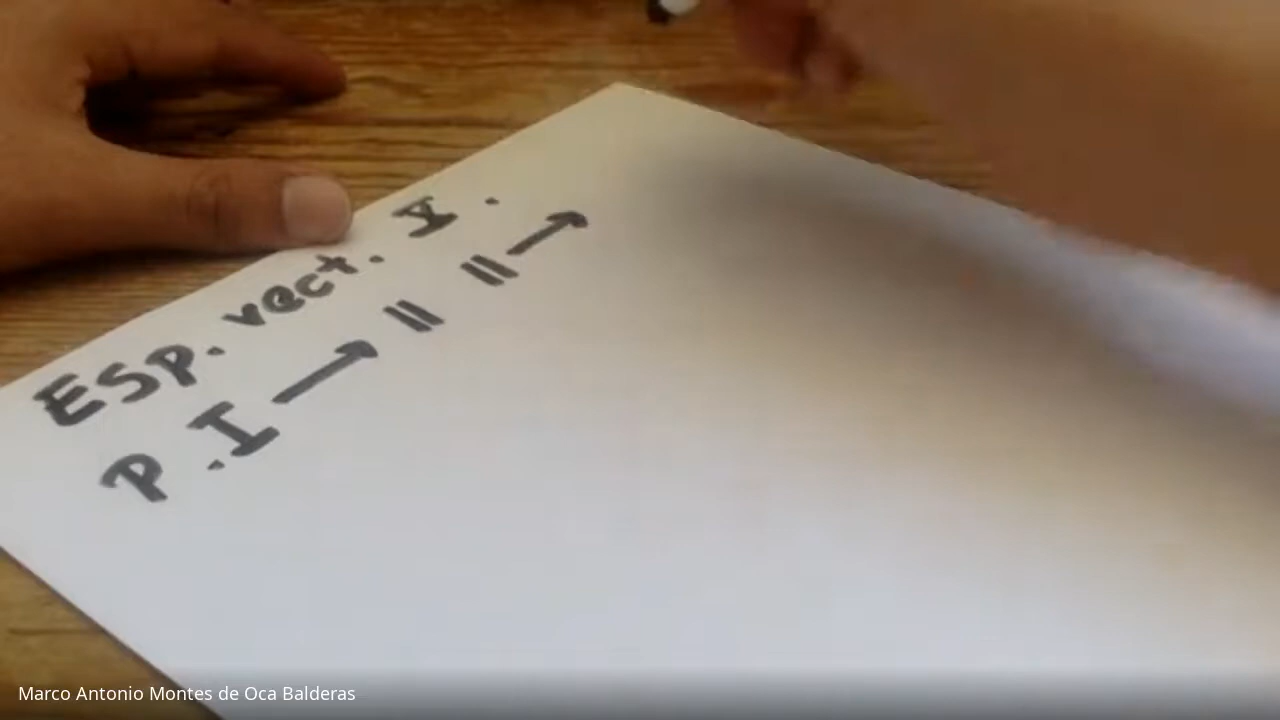 ESP. vect. X.
P.I → || || →
Marco Antonio Montes de Oca Balderas